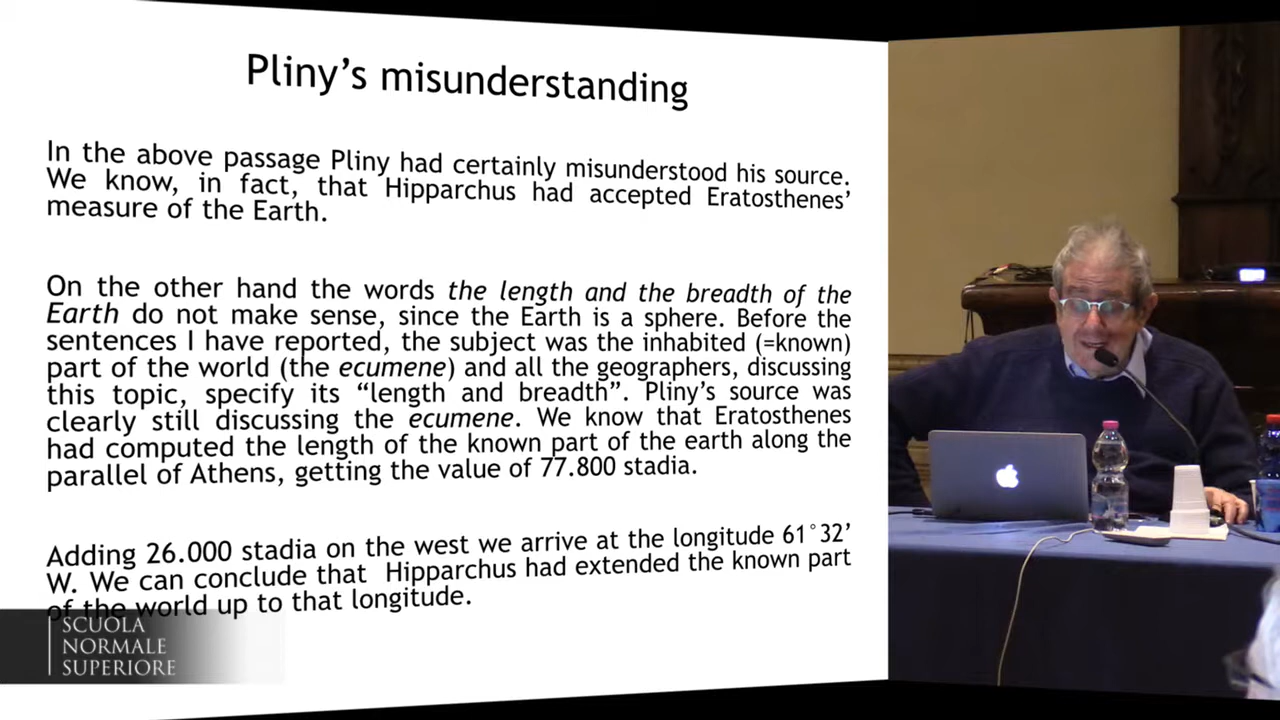 Pliny’s misunderstanding
In the above passage Pliny had certainly misunderstood his source.
We know, in fact, that Hipparchus had accepted Eratosthenes’
measure of the Earth.
On the other hand the words the length and the breadth of the
Earth do not make sense, since the Earth is a sphere. Before the
sentences I have reported, the subject was the inhabited (=known)
part of the world (the ecumene) and all the geographers, discussing
this topic, specify its “length and breadth”. Pliny’s source was
clearly still discussing the ecumene. We know that Eratosthenes
had computed the length of the known part of the earth along the
parallel of Athens, getting the value of 77.800 stadia.
Adding 26.000 stadia on the west we arrive at the longitude 61°32’
W. We can conclude that Hipparchus had extended the known part
of the world up to that longitude.
SCUOLA
NORMALE
SUPERIORE